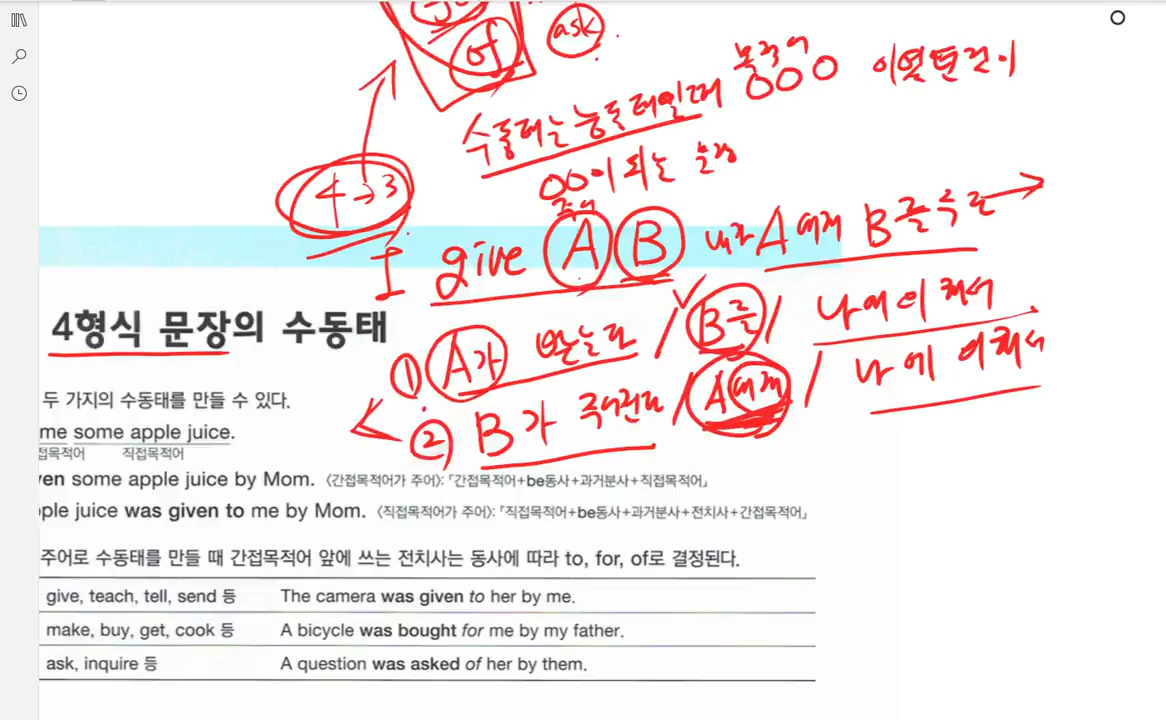 of
ask
목적어
수동태는 능동태일때 OOO 이었던것이
OO이 되는 문장
주어
4→3
I give A B 내가 A에게 B를 주로
4형식 문장의 수동태
① A가 받는다 / B를 / 나에 의해서
② B가 주어진다 / A에게 / 나에 의해서
두 가지의 수동태를 만들 수 있다.
me some apple juice.
접목적어 직접목적어
ven some apple juice by Mom. 〈간접목적어가 주어〉: 「간접목적어+be동사+과거분사+직접목적어」
ple juice was given to me by Mom. 〈직접목적어가 주어〉: 「직접목적어+be동사+과거분사+전치사+간접목적어」
주어로 수동태를 만들 때 간접목적어 앞에 쓰는 전치사는 동사에 따라 to, for, of로 결정된다.
give, teach, tell, send 등 The camera was given to her by me.
make, buy, get, cook 등 A bicycle was bought for me by my father.
ask, inquire 등 A question was asked of her by them.